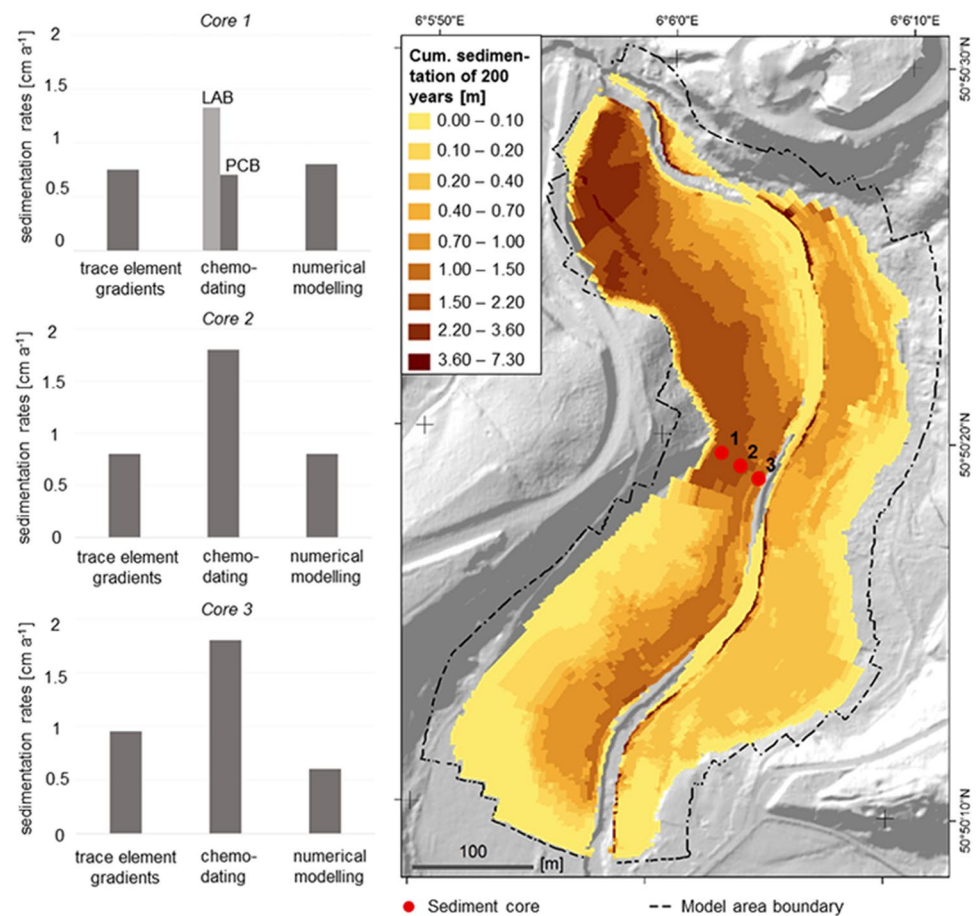 Core 1
sedimentation rates [cm a⁻¹]
2
1.5
1
0.5
0
LAB
PCB
trace element
gradients
chemo-
dating
numerical
modelling
Core 2
sedimentation rates [cm a⁻¹]
2
1.5
1
0.5
0
trace element
gradients
chemo-
dating
numerical
modelling
Core 3
sedimentation rates [cm a⁻¹]
2
1.5
1
0.5
0
trace element
gradients
chemo-
dating
numerical
modelling
6°5'50"E
6°6'0"E
6°6'10"E
50°50'30"N
50°50'20"N
50°50'10"N
Cum. sedimen-
tation of 200
years [m]
0.00 – 0.10
0.10 – 0.20
0.20 – 0.40
0.40 – 0.70
0.70 – 1.00
1.00 – 1.50
1.50 – 2.20
2.20 – 3.60
3.60 – 7.30
1
2
3
100
[m]
Sediment core
Model area boundary